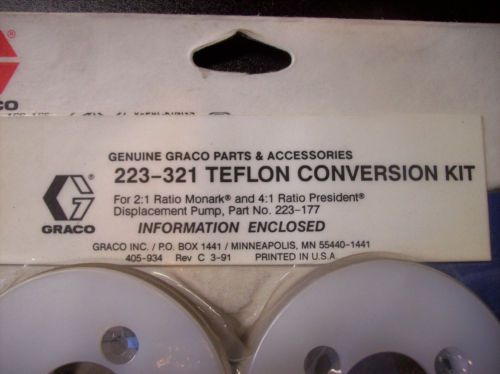 ACO
GENUINE GRACO PARTS & ACCESSORIES
223-321 TEFLON CONVERSION KIT
For 2:1 Ratio Monark® and 4:1 Ratio President®
Displacement Pump, Part No. 223-177
GRACO
INFORMATION ENCLOSED
GRACO INC. / P.O. BOX 1441 / MINNEAPOLIS, MN 55440-1441
405-934 Rev C 3-91 PRINTED IN U.S.A